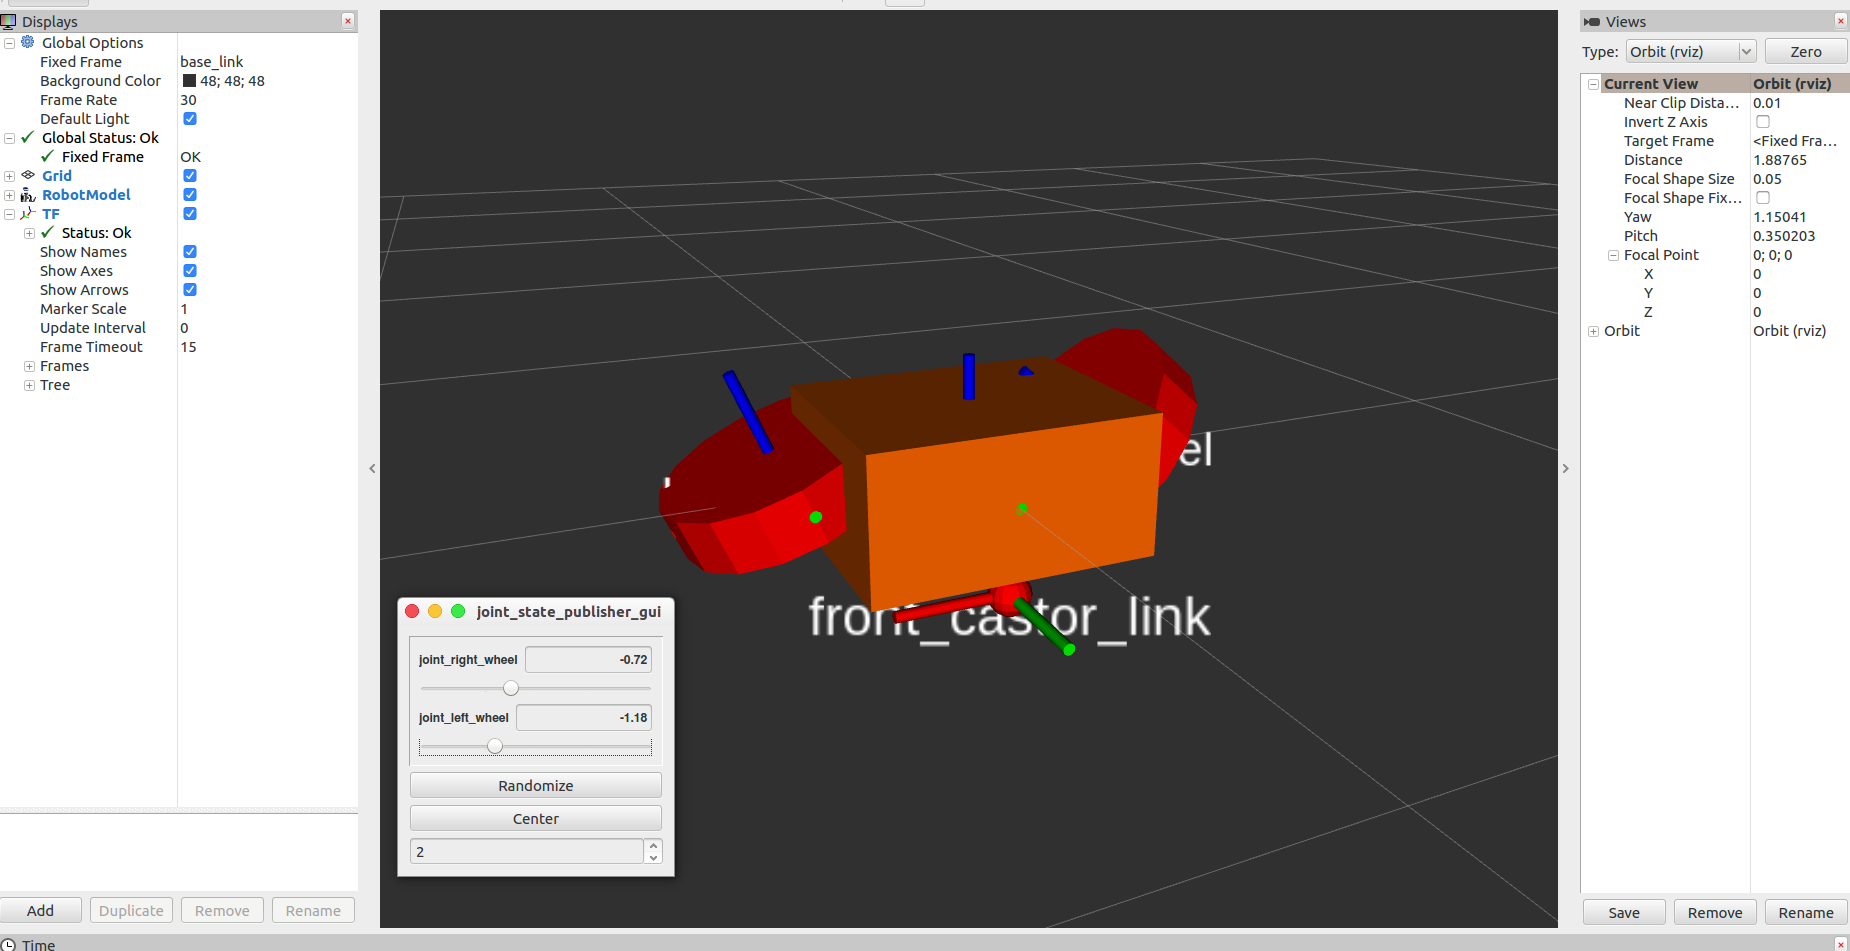 Displays
Global Options
Fixed Frame base_link
Background Color 48; 48; 48
Frame Rate 30
Default Light
Global Status: Ok
Fixed Frame OK
Grid
RobotModel
TF
Status: Ok
Show Names
Show Axes
Show Arrows
Marker Scale 1
Update Interval 0
Frame Timeout 15
Frames
Tree
Add Duplicate Remove Rename
Time
el
front_castor_link
joint_state_publisher_gui
joint_right_wheel -0.72
joint_left_wheel -1.18
Randomize
Center
2
Views
Type: Orbit (rviz) Zero
Current View Orbit (rviz)
Near Clip Dista... 0.01
Invert Z Axis
Target Frame <Fixed Fra...
Distance 1.88765
Focal Shape Size 0.05
Focal Shape Fix...
Yaw 1.15041
Pitch 0.350203
Focal Point 0; 0; 0
X 0
Y 0
Z 0
Orbit Orbit (rviz)
Save Remove Rename